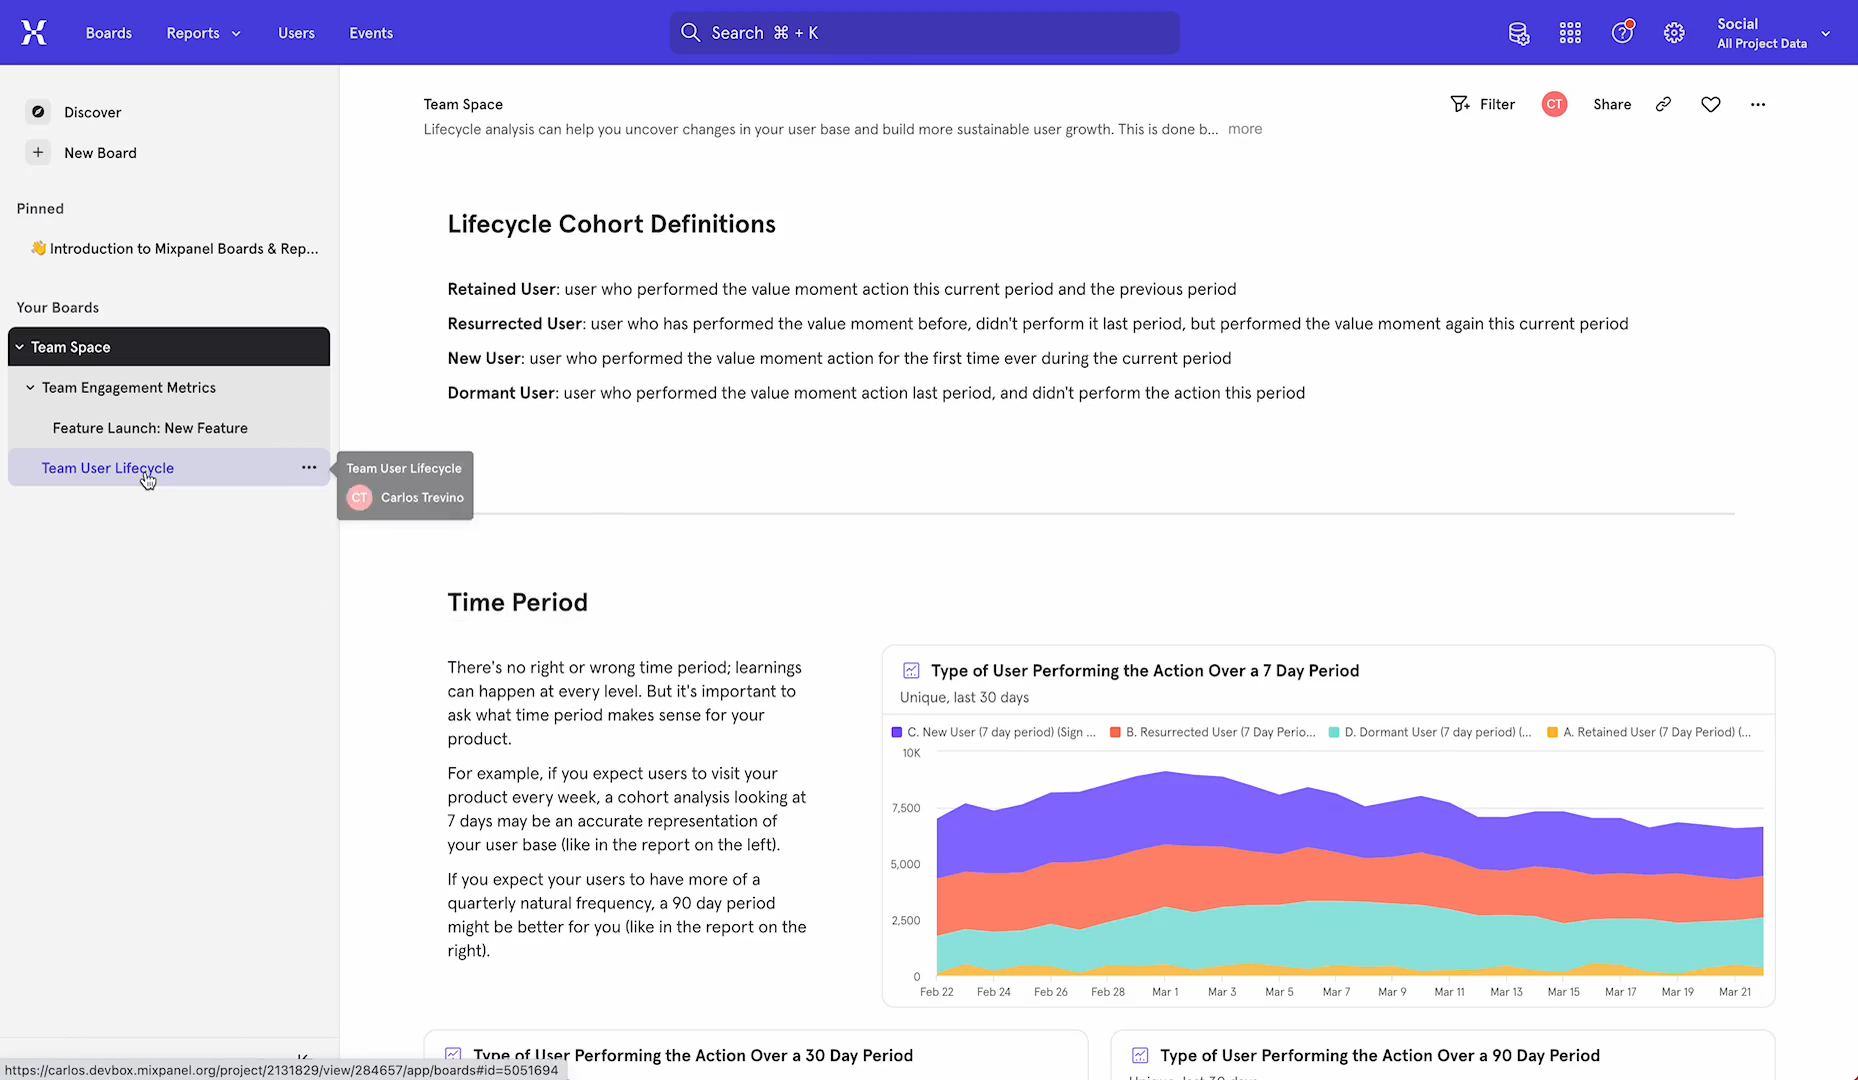 Boards
Reports
Users
Events
Search ⌘ + K
Social
All Project Data
Discover
New Board
Pinned
👋 Introduction to Mixpanel Boards & Rep...
Your Boards
Team Space
Team Engagement Metrics
Feature Launch: New Feature
Team User Lifecycle
Team User Lifecycle
CT Carlos Trevino
Team Space
Lifecycle analysis can help you uncover changes in your user base and build more sustainable user growth. This is done b... more
Filter
CT
Share
Lifecycle Cohort Definitions
Retained User: user who performed the value moment action this current period and the previous period
Resurrected User: user who has performed the value moment before, didn't perform it last period, but performed the value moment again this current period
New User: user who performed the value moment action for the first time ever during the current period
Dormant User: user who performed the value moment action last period, and didn't perform the action this period
Time Period
There's no right or wrong time period; learnings
can happen at every level. But it's important to
ask what time period makes sense for your
product.
For example, if you expect users to visit your
product every week, a cohort analysis looking at
7 days may be an accurate representation of
your user base (like in the report on the left).
If you expect your users to have more of a
quarterly natural frequency, a 90 day period
might be better for you (like in the report on the
right).
Type of User Performing the Action Over a 7 Day Period
Unique, last 30 days
C. New User (7 day period) (Sign ...
B. Resurrected User (7 Day Perio...
D. Dormant User (7 day period) (...
A. Retained User (7 Day Period) (...
10K
7,500
5,000
2,500
0
Feb 22 Feb 24 Feb 26 Feb 28 Mar 1 Mar 3 Mar 5 Mar 7 Mar 9 Mar 11 Mar 13 Mar 15 Mar 17 Mar 19 Mar 21
Type of User Performing the Action Over a 30 Day Period
Type of User Performing the Action Over a 90 Day Period
Unique, last 30 days
https://carlos.devbox.mixpanel.org/project/2131829/view/284657/app/boards#id=5051694